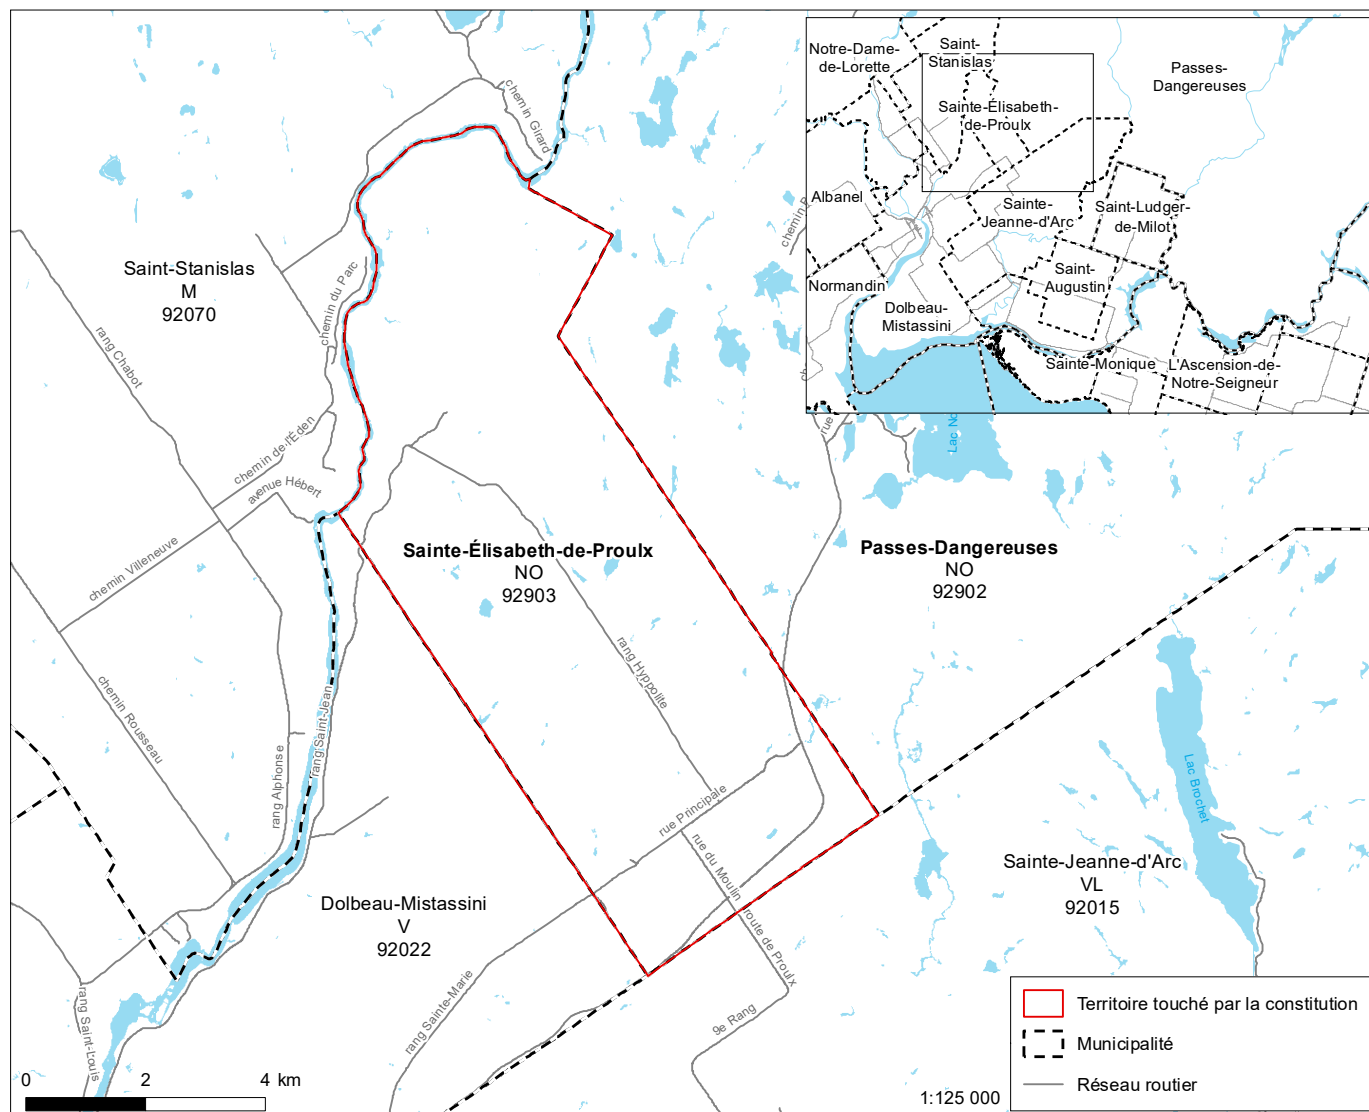 Notre-Dame-
de-Lorette
Saint-
Stanislas
Passes-
Dangereuses
Sainte-Élisabeth-
de-Proulx
Albanel
Sainte-
Jeanne-d'Arc
Saint-Ludger-
de-Milot
Normandin
Saint-
Augustin
Dolbeau-
Mistassini
Sainte-Monique
L'Ascension-de-
Notre-Seigneur
chemin Girard
Saint-Stanislas
M
92070
chemin du Parc
rang Chabot
chemin de l'Éden
avenue Hébert
chemin Villeneuve
chemin
rue
Lac
Sainte-Élisabeth-de-Proulx
NO
92903
Passes-Dangereuses
NO
92902
rang Hyppolite
chemin Rousseau
rang Saint-Jean
rang Alphonse
rue Principale
rue du Moulin
route de Proulx
Lac Brochet
Dolbeau-Mistassini
V
92022
Sainte-Jeanne-d'Arc
VL
92015
rang Sainte-Marie
rang Saint-Louis
9e Rang
0 2 4 km
1:125 000
Territoire touché par la constitution
Municipalité
Réseau routier